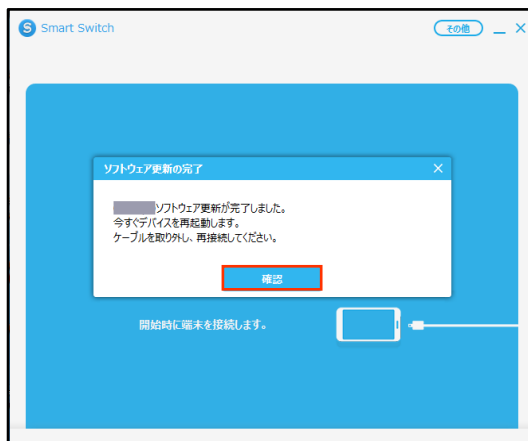 Smart Switch
その他
ソフトウェア更新の完了
ソフトウェア更新が完了しました。
今すぐデバイスを再起動します。
ケーブルを取り外し、再接続してください。
確認
開始時に端末を接続します。